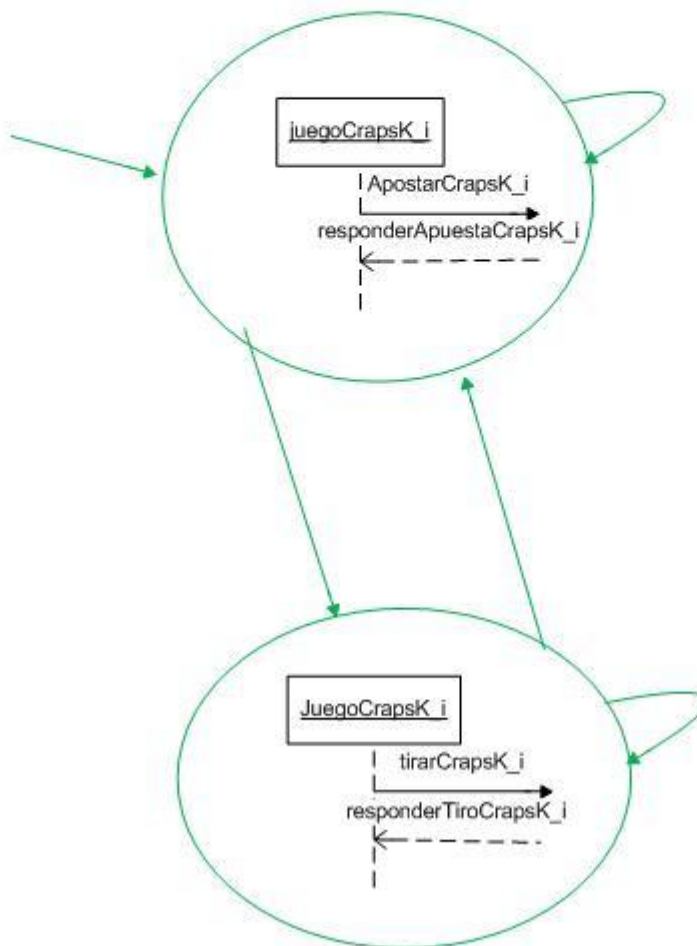 juegoCrapsK_i
ApostarCrapsK_i
responderApuestaCrapsK_i
JuegoCrapsK_i
tirarCrapsK_i
responderTiroCrapsK_i